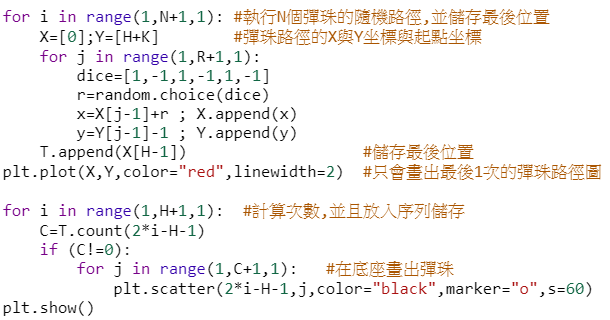 for i in range(1,N+1,1): #執行N個彈珠的隨機路徑,並儲存最後位置
    X=[0];Y=[H+K]        #彈珠路徑的X與Y坐標與起點坐標
    for j in range(1,R+1,1):
        dice=[1,-1,1,-1,1,-1]
        r=random.choice(dice)
        x=X[j-1]+r ; X.append(x)
        y=Y[j-1]-1 ; Y.append(y)
    T.append(X[H-1])                      #儲存最後位置
plt.plot(X,Y,color="red",linewidth=2)  #只會畫出最後1次的彈珠路徑圖

for i in range(1,H+1,1):  #計算次數,並且放入序列儲存
    C=T.count(2*i-H-1)
    if (C!=0):
        for j in range(1,C+1,1):   #在底座畫出彈珠
            plt.scatter(2*i-H-1,j,color="black",marker="o",s=60)
plt.show()